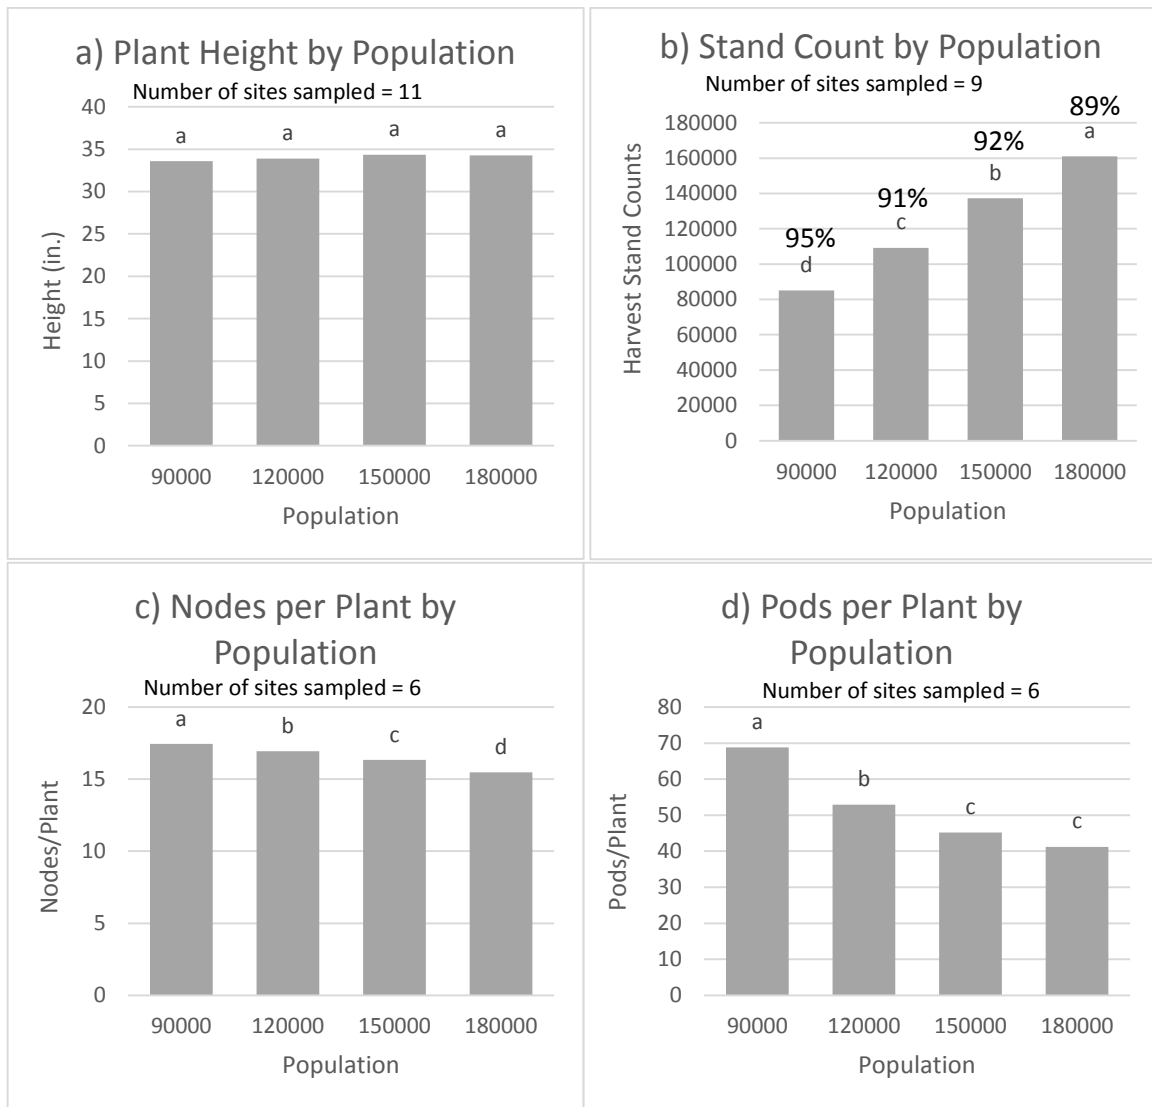 a) Plant Height by Population
Number of sites sampled = 11
40
35
30
25
20
15
10
5
0
Height (in.)
a a a a
90000 120000 150000 180000
Population
b) Stand Count by Population
Number of sites sampled = 9
180000
160000
140000
120000
100000
80000
60000
40000
20000
0
Harvest Stand Counts
95% 91% 92% 89%
d c b a
90000 120000 150000 180000
Population
c) Nodes per Plant by
Population
Number of sites sampled = 6
20
15
10
5
0
Nodes/Plant
a b c d
90000 120000 150000 180000
Population
d) Pods per Plant by
Population
Number of sites sampled = 6
80
70
60
50
40
30
20
10
0
Pods/Plant
a b c c
90000 120000 150000 180000
Population